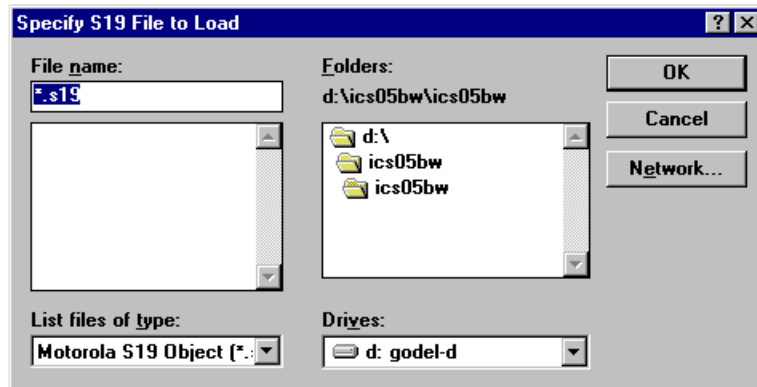 Specify S19 File to Load
File name:
*.s19
Folders:
d:\ics05bw\ics05bw
d:\
ics05bw
ics05bw
OK
Cancel
Network...
List files of type:
Motorola S19 Object (*.s
Drives:
d: godel-d